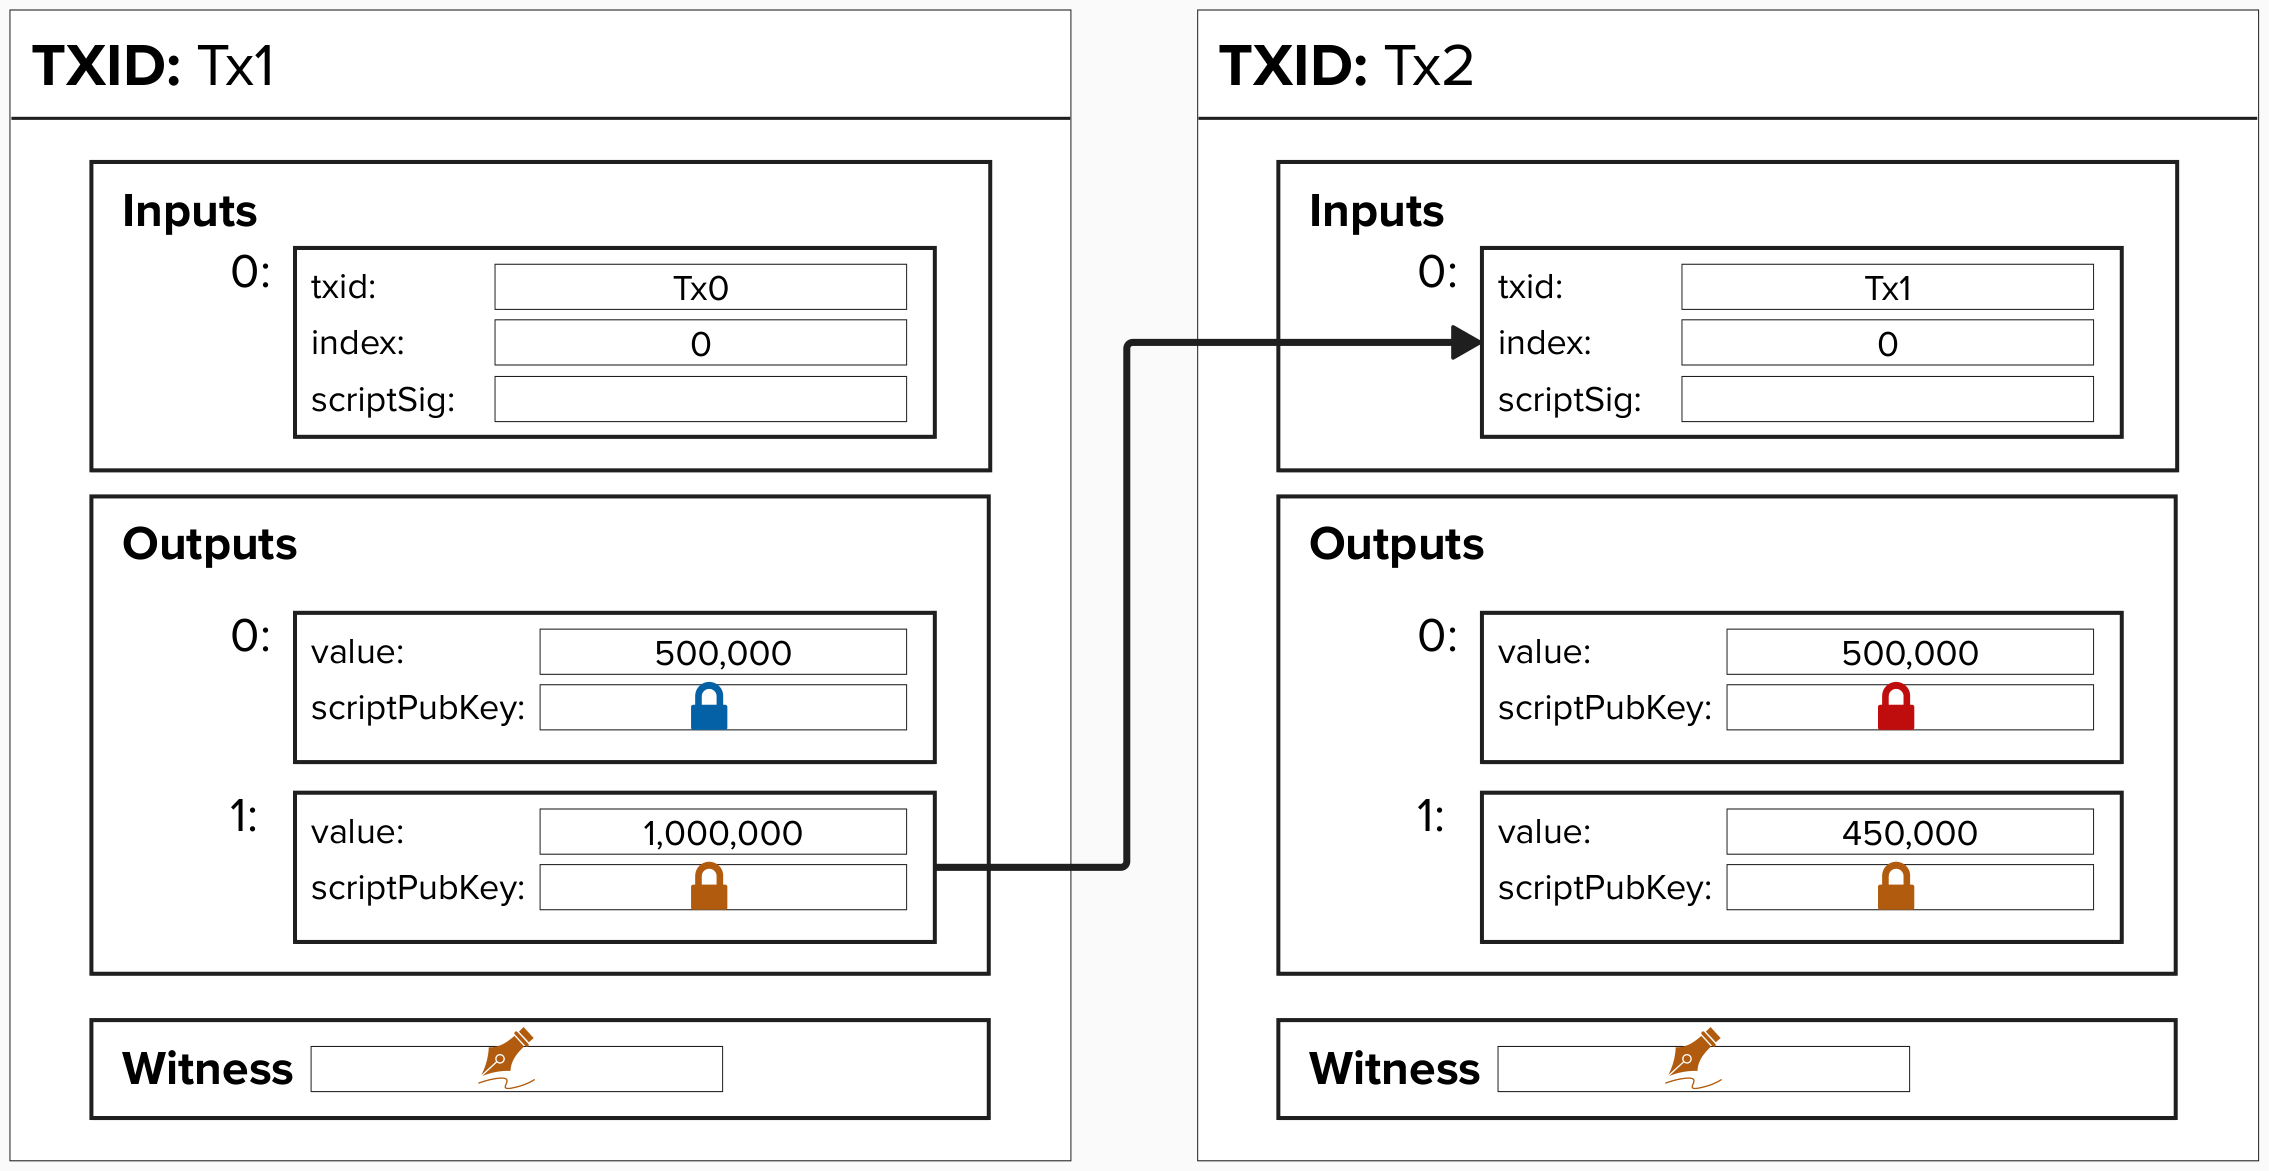 TXID: Tx1
Inputs
0:
txid: Tx0
index: 0
scriptSig:
Outputs
0:
value: 500,000
scriptPubKey:
1:
value: 1,000,000
scriptPubKey:
Witness
TXID: Tx2
Inputs
0:
txid: Tx1
index: 0
scriptSig:
Outputs
0:
value: 500,000
scriptPubKey:
1:
value: 450,000
scriptPubKey:
Witness